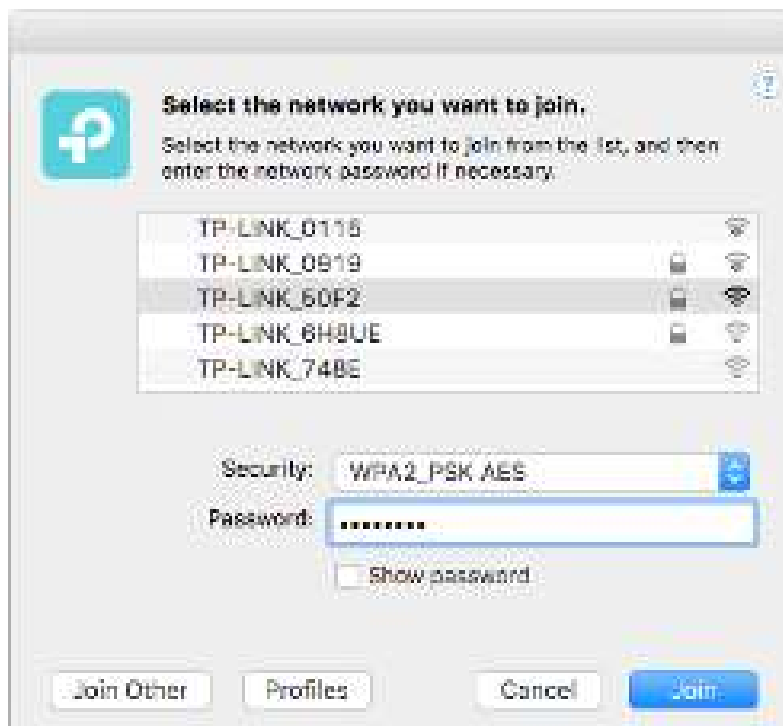 Select the network you want to join.
Select the network you want to join from the list, and then
enter the network password if necessary.
TP-LINK_0116
TP-LINK_0919
TP-LINK_50F2
TP-LINK_6H8UE
TP-LINK_748E
Security: WPA2_PSK AES
Password: ••••••••
Show password
Join Other Profiles Cancel Join